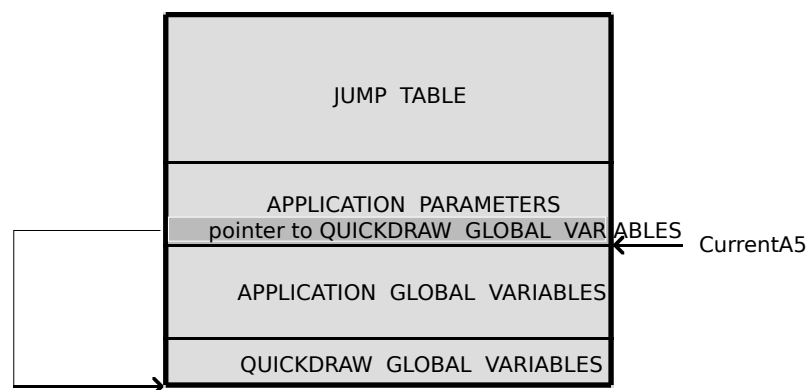 JUMP TABLE
APPLICATION PARAMETERS
pointer to QUICKDRAW GLOBAL VARIABLES
CurrentA5
APPLICATION GLOBAL VARIABLES
QUICKDRAW GLOBAL VARIABLES